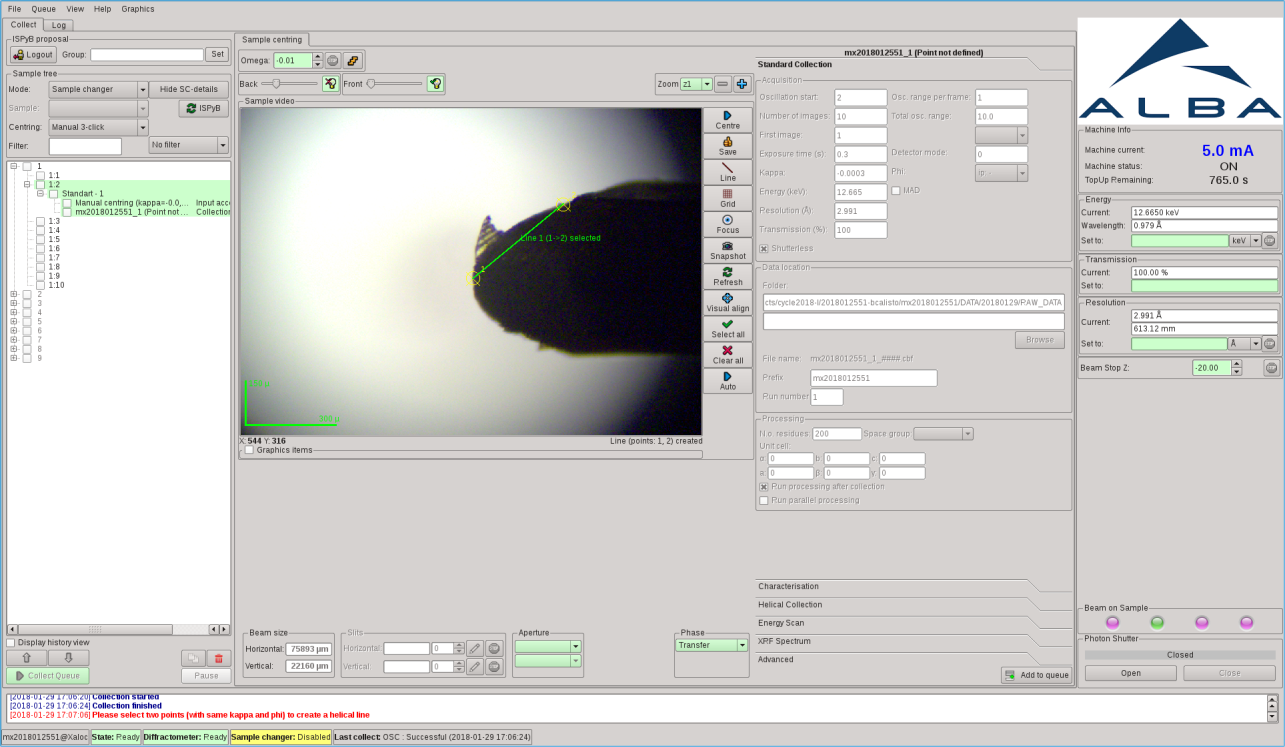 File Queue View Help Graphics
Collect Log
ISPyB proposal
Logout Group: Set
Sample tree
Mode: Sample changer Hide SC-details
Sample: ISPyB
Centring: Manual 3-click
Filter: No filter
1
1:1
1:2
Standart - 1
Manual centring (kappa=-0.0,... Input acc
mx2018012551_1 (Point not ... Collection
1:3
1:4
1:5
1:6
1:7
1:8
1:9
1:10
2
3
4
5
6
7
8
9
Display history view
Collect Queue Pause
Sample centring
Omega: -0.01
Back Front Zoom z1
Sample video
Line 1 (1->2) selected
1
X: 544 Y: 316 Line (points: 1, 2) created
Graphics items
Centre
Save
Line
Grid
Focus
Snapshot
Refresh
Visual align
Select all
Clear all
Auto
Beam size
Horizontal: 75893 µm
Vertical: 22160 µm
Slits
Horizontal 0
Vertical 0
Aperture
Phase
Transfer
mx2018012551_1 (Point not defined)
Standard Collection
Acquisition
Oscillation start: 2 Osc. range per frame: 1
Number of images: 10 Total osc. range: 10.0
First image: 1
Exposure time (s): 0.3 Detector mode: 0
Kappa: -0.0003 Phi:
Energy (keV): 12.665 MAD
Resolution (Å): 2.991
Transmission (%): 100
Shutterless
Data location
Folder:
cts/cycle2018-I/2018012551-bcalisto/mx2018012551/DATA/20180129/RAW_DATA
Browse
File name: mx2018012551_1_####.cbf
Prefix mx2018012551
Run number 1
Processing
N.o. residues: 200 Space group:
Unit cell:
α: 0 b: 0 c: 0
a: 0 β: 0 γ: 0
Run processing after collection
Run parallel processing
Characterisation
Helical Collection
Energy Scan
XRF Spectrum
Advanced
Add to queue
ALBA
Machine Info
Machine current: 5.0 mA
Machine status: ON
TopUp Remaining: 765.0 s
Energy
Current: 12.6650 keV
Wavelength: 0.979 Å
Set to: keV
Transmission
Current: 100.00 %
Set to:
Resolution
Current: 2.991 Å
613.12 mm
Set to: Å
Beam Stop Z: -20.00
Beam on Sample
Photon Shutter
Closed
Open Close
[2018-01-29 17:06:20] Collection started
[2018-01-29 17:06:24] Collection finished
[2018-01-29 17:07:06] Please select two points (with same kappa and phi) to create a helical line
mx2018012551@Xaloc State: Ready Diffractometer: Ready Sample changer: Disabled Last collect: OSC : Successful (2018-01-29 17:06:24)